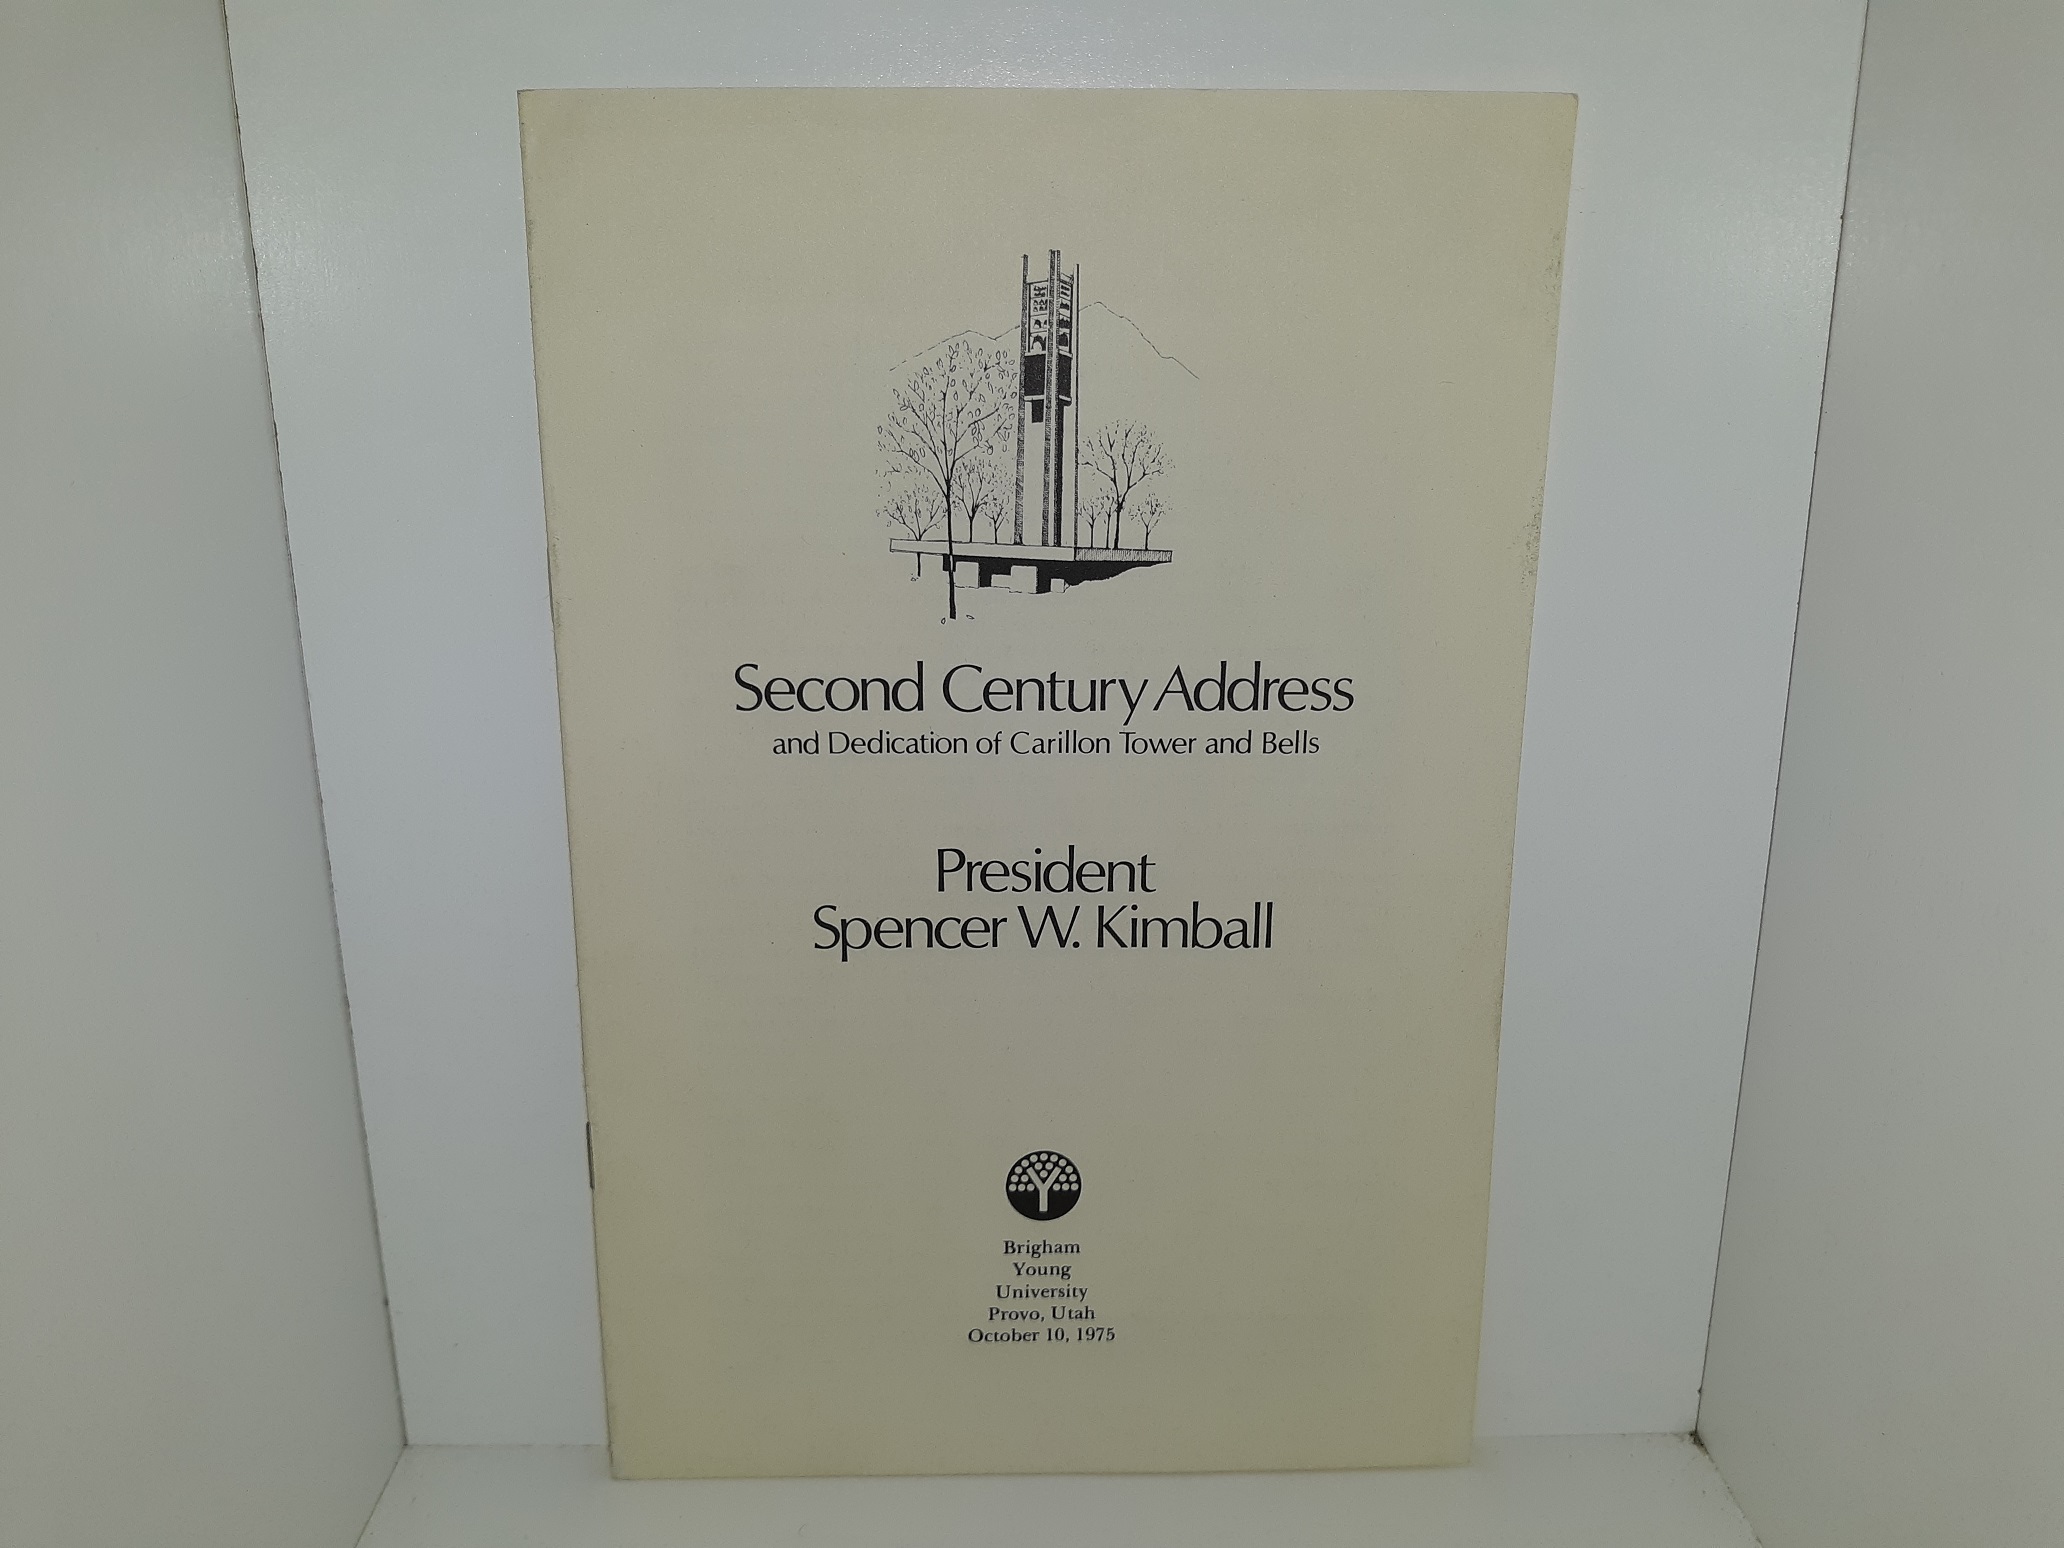 Second Century Address
and Dedication of Carillon Tower and Bells
President
Spencer W. Kimball
Y
Brigham
Young
University
Provo, Utah
October 10, 1975